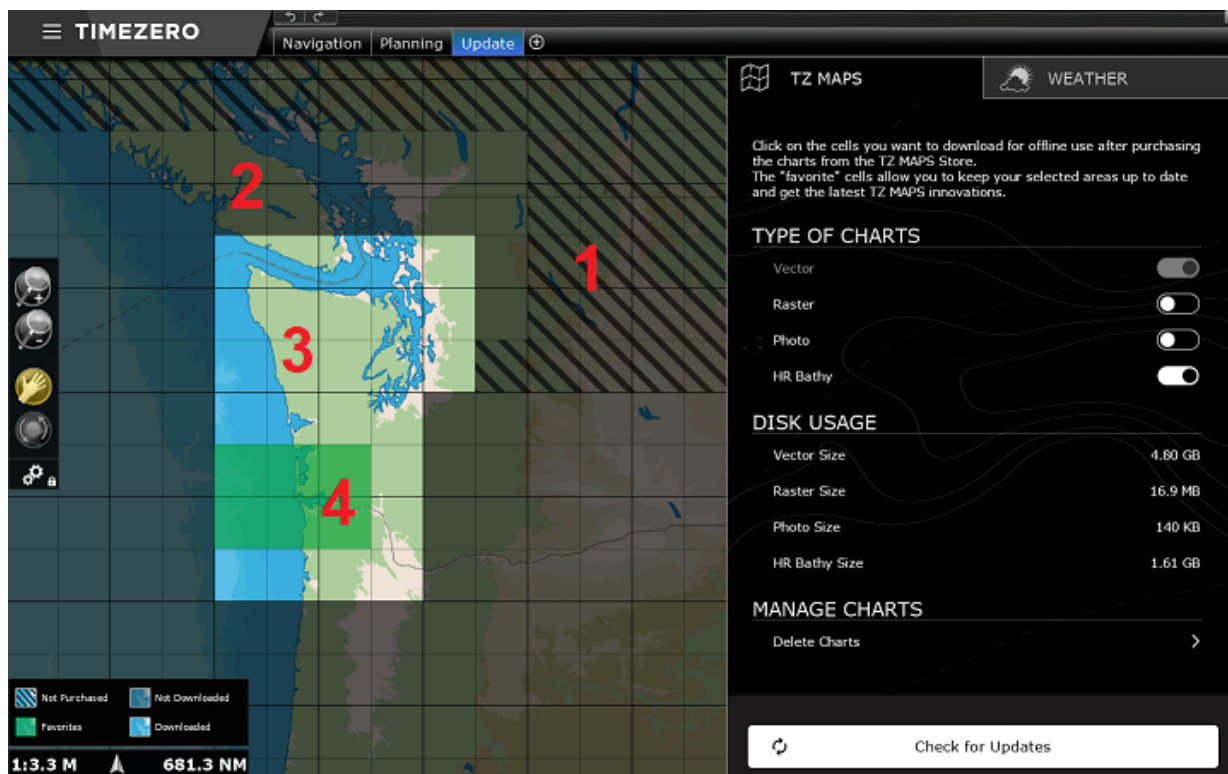 TIMEZERO
Navigation Planning Update
TZ MAPS
WEATHER
Click on the cells you want to download for offline use after purchasing
the charts from the TZ MAPS Store.
The "favorite" cells allow you to keep your selected areas up to date
and get the latest TZ MAPS innovations.
TYPE OF CHARTS
Vector
Raster
Photo
HR Bathy
DISK USAGE
Vector Size 4.80 GB
Raster Size 16.9 MB
Photo Size 140 KB
HR Bathy Size 1.61 GB
MANAGE CHARTS
Delete Charts
Check for Updates
2
1
3
4
Not Purchased Not Downloaded
Favorites Downloaded
1:3.3 M 681.3 NM